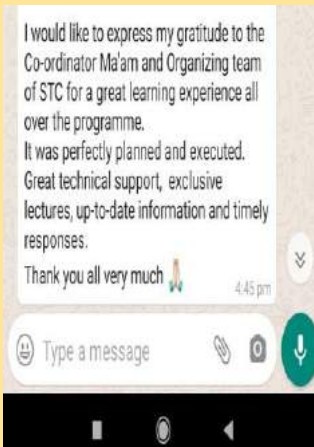 I would like to express my gratitude to the
Co-ordinator Ma'am and Organizing team
of STC for a great learning experience all
over the programme.
It was perfectly planned and executed.
Great technical support, exclusive
lectures, up-to-date information and timely
responses.
Thank you all very much 🙏🏻
4:45 pm
Type a message